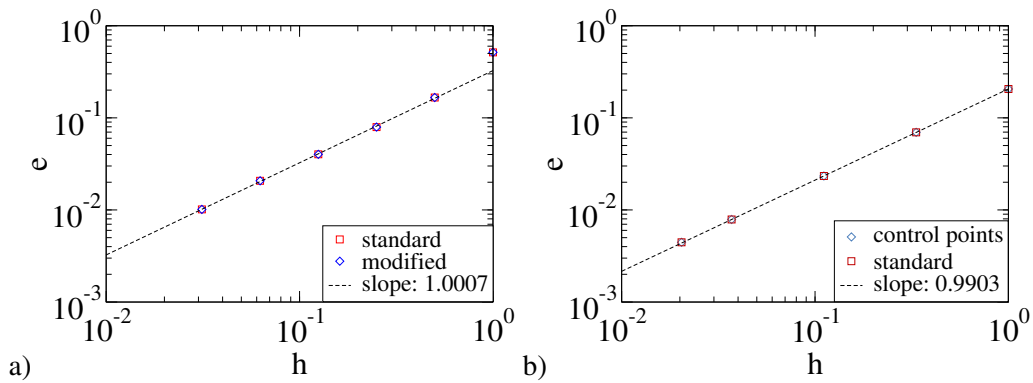 10^0
10^-1
10^-2
10^-3
e
10^-2
10^-1
10^0
h
standard
modified
slope: 1.0007
a)
10^0
10^-1
10^-2
10^-3
e
10^-2
10^-1
10^0
h
control points
standard
slope: 0.9903
b)